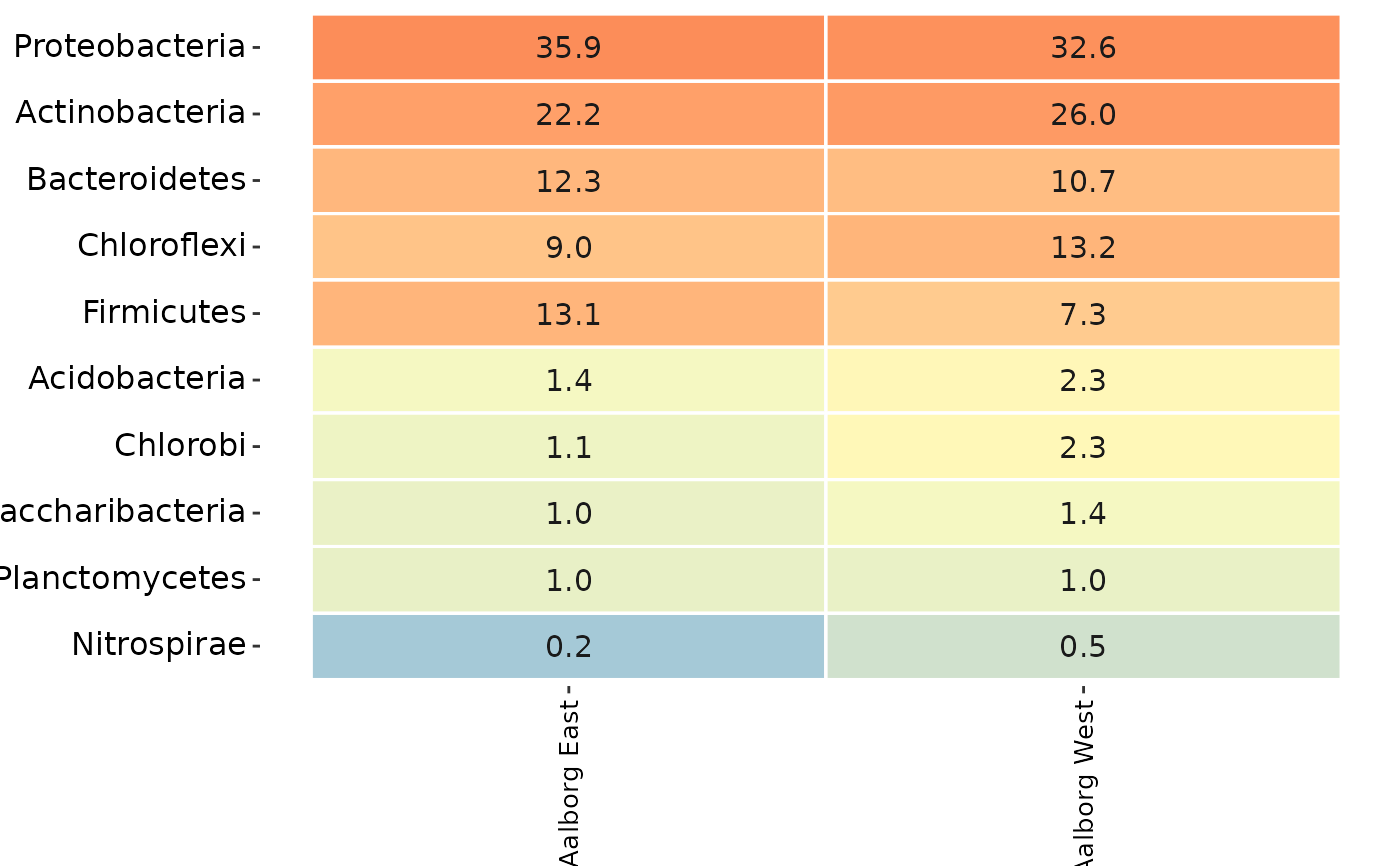 Proteobacteria 35.9 32.6
Actinobacteria 22.2 26.0
Bacteroidetes 12.3 10.7
Chloroflexi 9.0 13.2
Firmicutes 13.1 7.3
Acidobacteria 1.4 2.3
Chlorobi 1.1 2.3
accharibacteria 1.0 1.4
Planctomycetes 1.0 1.0
Nitrospirae 0.2 0.5
Aalborg East
Aalborg West